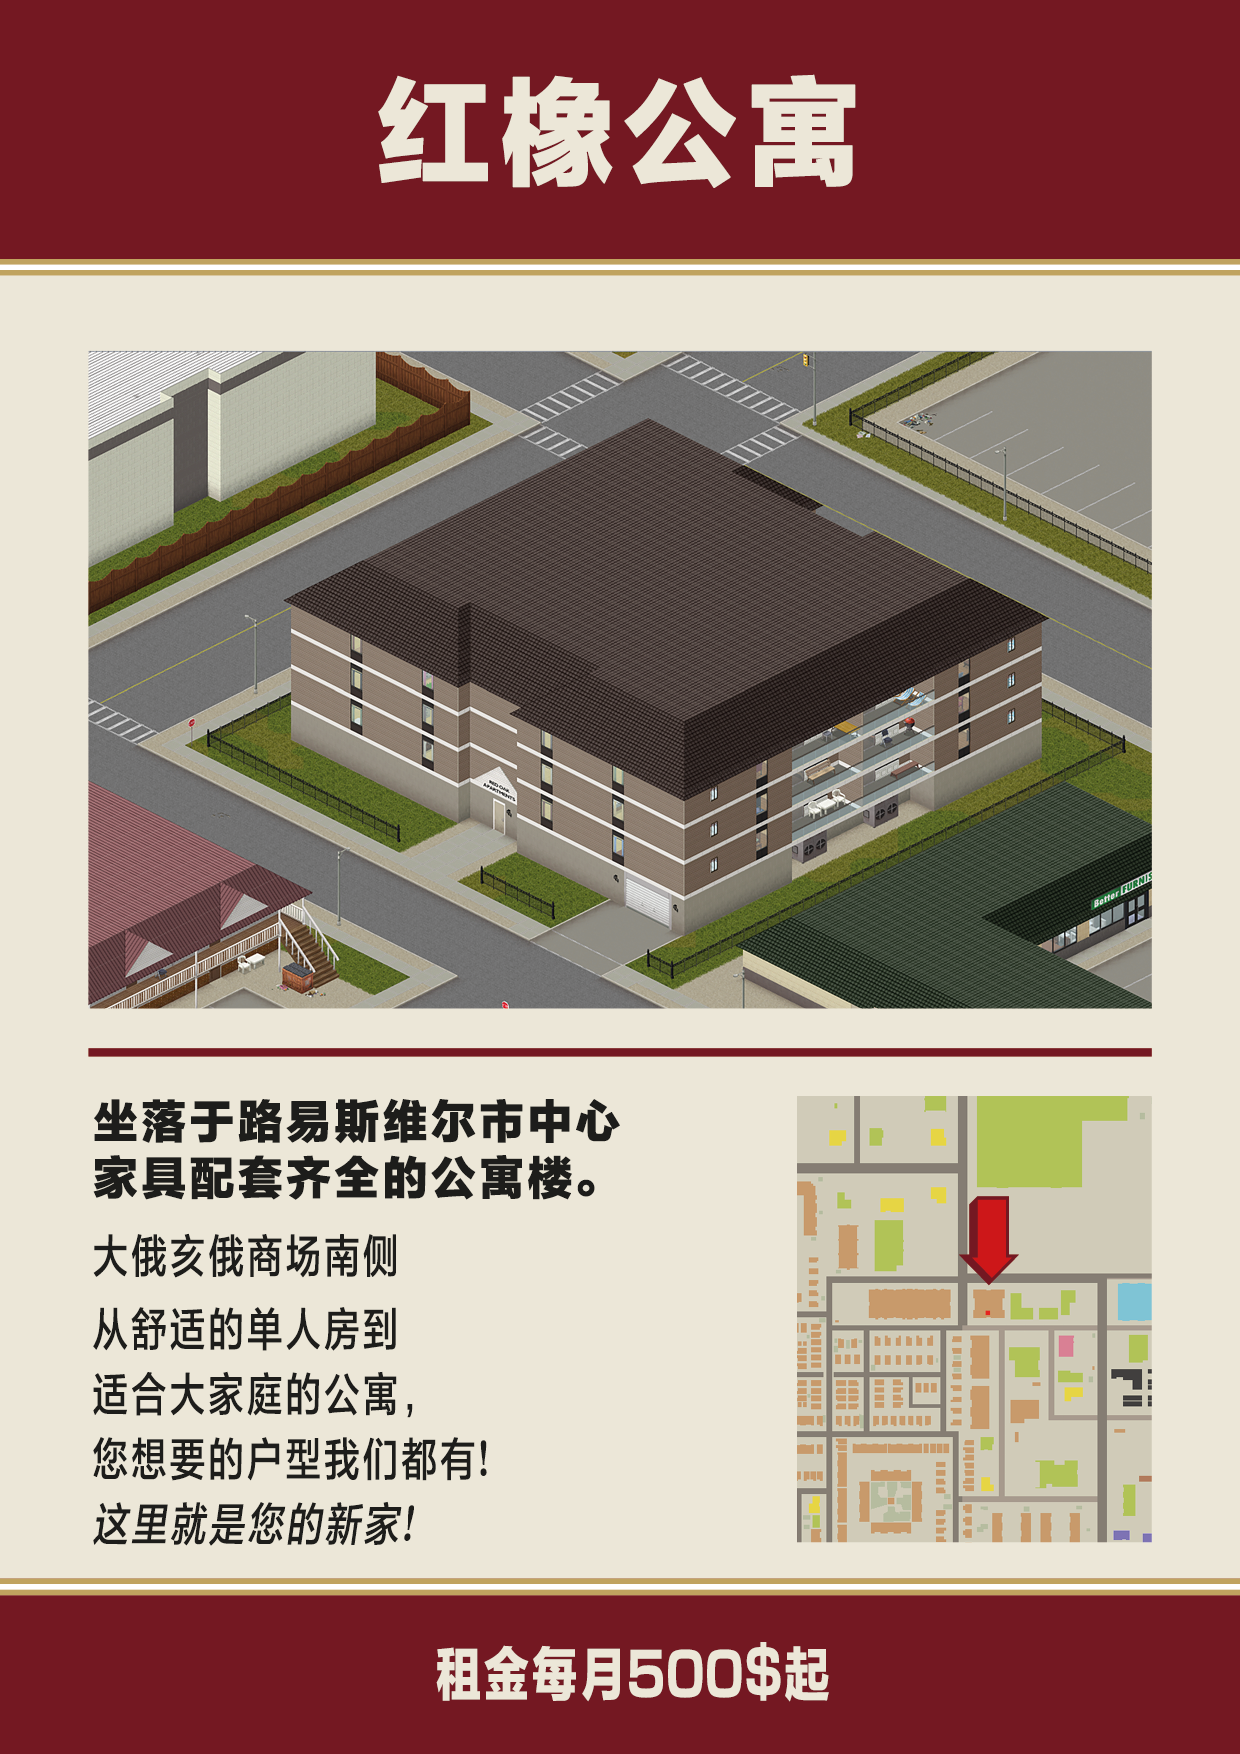 红橡公寓
RED OAK
APARTMENTS
Better FURNIS
坐落于路易斯维尔市中心
家具配套齐全的公寓楼。
大俄亥俄商场南侧
从舒适的单人房到
适合大家庭的公寓，
您想要的户型我们都有!
这里就是您的新家!
租金每月500$起